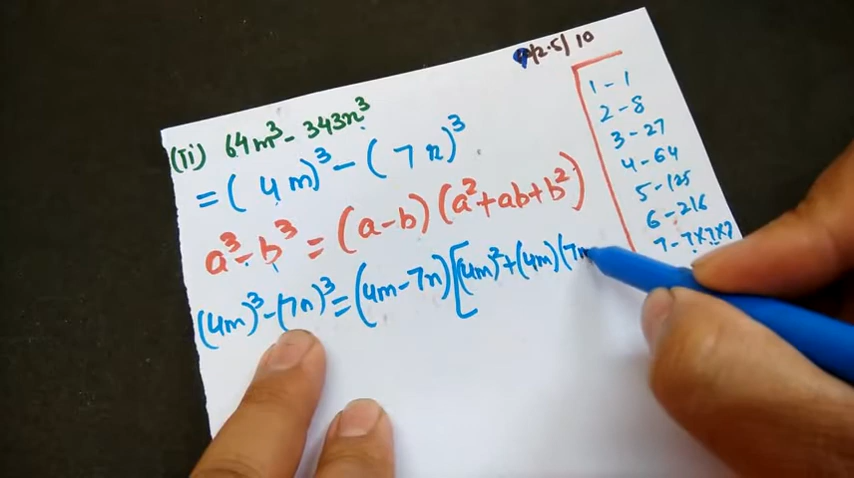 2.5/10
(ii) 64m³ - 343n³
= (4m)³ - (7n)³
a³ - b³ = (a-b) (a²+ab+b²)
(4m)³ - (7n)³ = (4m-7n) [(4m)² + (4m) (7n
1 - 1
2 - 8
3 - 27
4 - 64
5 - 125
6 - 216
7 - 7×7×7